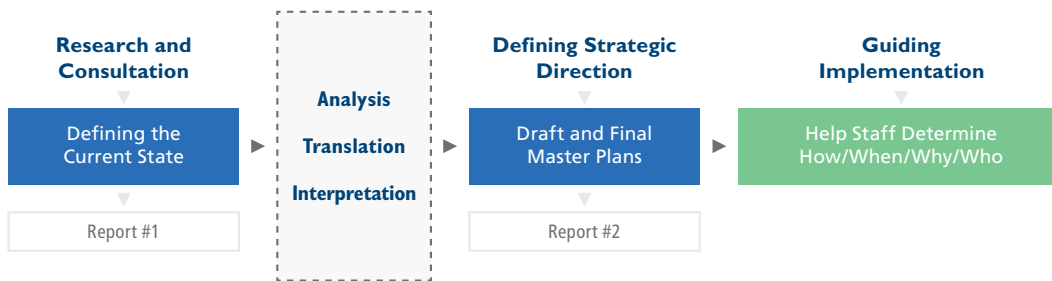 Research and
Consultation
Defining the
Current State
Report #1
Analysis
Translation
Interpretation
Defining Strategic
Direction
Draft and Final
Master Plans
Report #2
Guiding
Implementation
Help Staff Determine
How/When/Why/Who